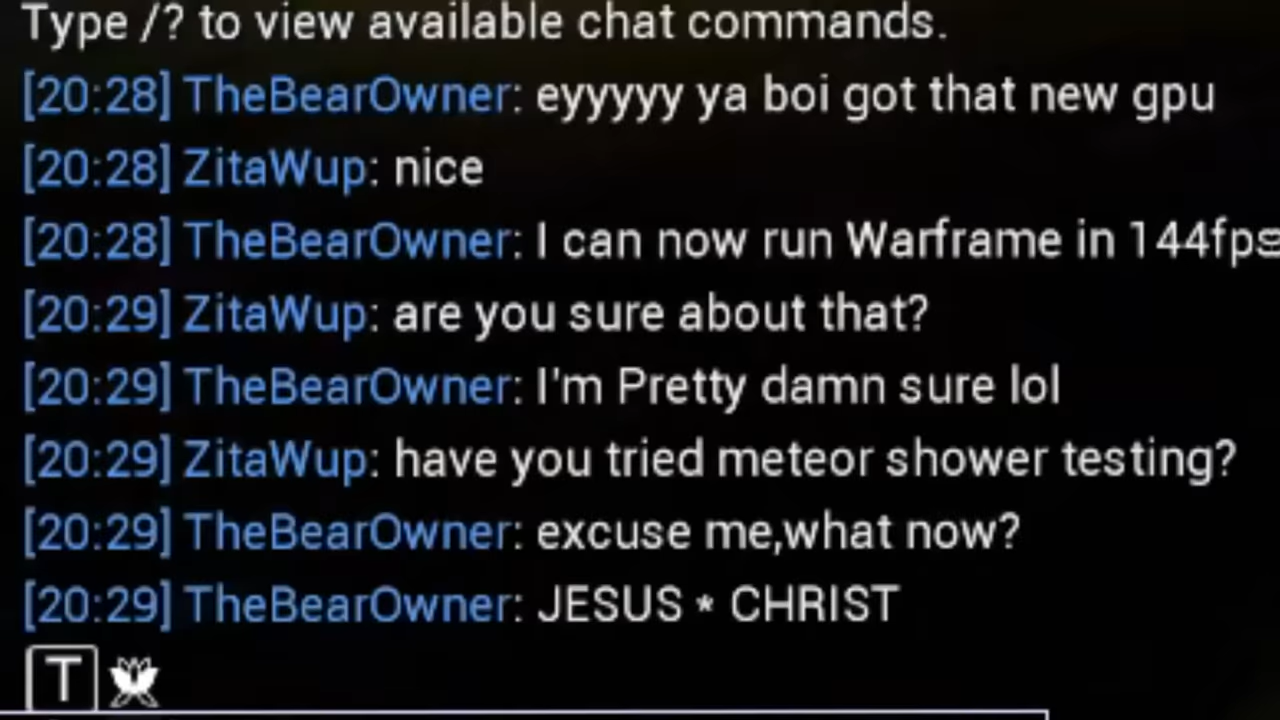 Type /? to view available chat commands.
[20:28] TheBearOwner: eyyyyy ya boi got that new gpu
[20:28] ZitaWup: nice
[20:28] TheBearOwner: I can now run Warframe in 144fps
[20:29] ZitaWup: are you sure about that?
[20:29] TheBearOwner: I'm Pretty damn sure lol
[20:29] ZitaWup: have you tried meteor shower testing?
[20:29] TheBearOwner: excuse me,what now?
[20:29] TheBearOwner: JESUS * CHRIST
T